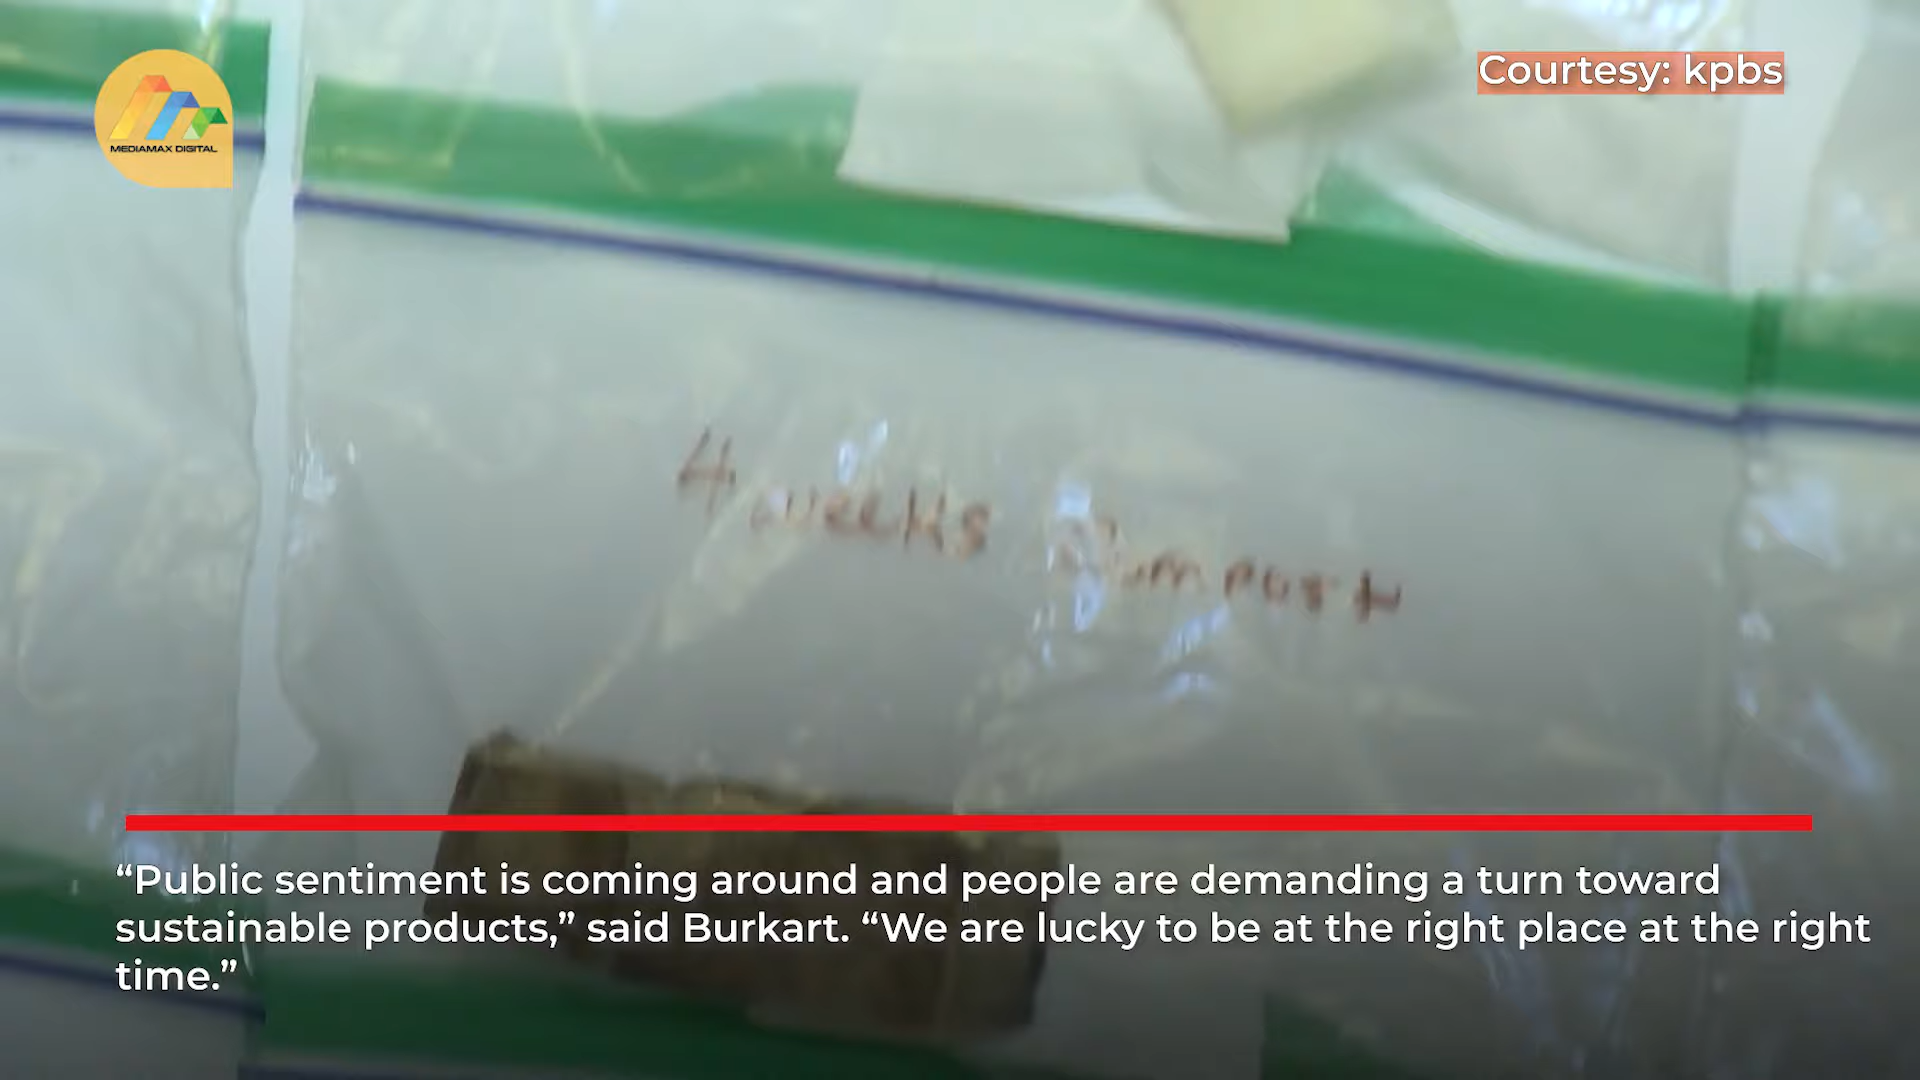 MEDIAMAX DIGITAL
Courtesy: kpbs
4 weeks Compost
“Public sentiment is coming around and people are demanding a turn toward
sustainable products,” said Burkart. “We are lucky to be at the right place at the right
time.”